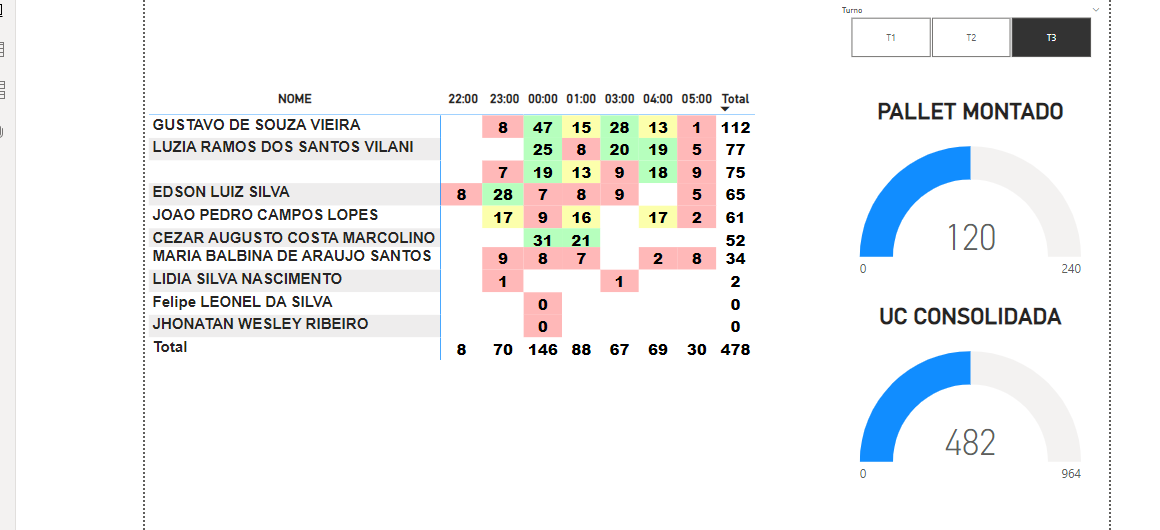 Turno
T1 T2 T3
NOME 22:00 23:00 00:00 01:00 03:00 04:00 05:00 Total
GUSTAVO DE SOUZA VIEIRA 8 47 15 28 13 1 112
LUZIA RAMOS DOS SANTOS VILANI 25 8 20 19 5 77
7 19 13 9 18 9 75
EDSON LUIZ SILVA 8 28 7 8 9 5 65
JOAO PEDRO CAMPOS LOPES 17 9 16 17 2 61
CEZAR AUGUSTO COSTA MARCOLINO 31 21 52
MARIA BALBINA DE ARAUJO SANTOS 9 8 7 2 8 34
LIDIA SILVA NASCIMENTO 1 1 2
Felipe LEONEL DA SILVA 0 0
JHONATAN WESLEY RIBEIRO 0 0
Total 8 70 146 88 67 69 30 478
PALLET MONTADO
120
0 240
UC CONSOLIDADA
482
0 964